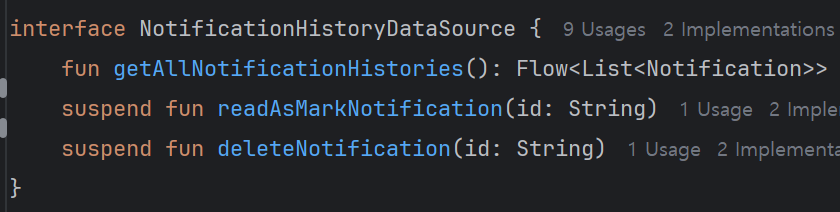 interface NotificationHistoryDataSource { 9 Usages 2 Implementations
fun getAllNotificationHistories(): Flow<List<Notification>>
suspend fun readAsMarkNotification(id: String) 1 Usage 2 Imple
suspend fun deleteNotification(id: String) 1 Usage 2 Implementa
}